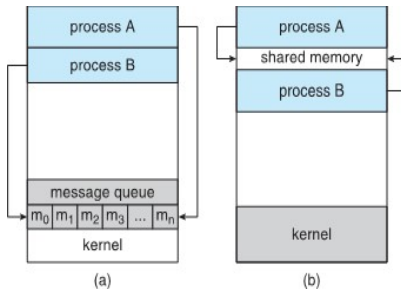 process A
process B
message queue
m0 m1 m2 m3 ... mn
kernel
(a)
process A
shared memory
process B
kernel
(b)